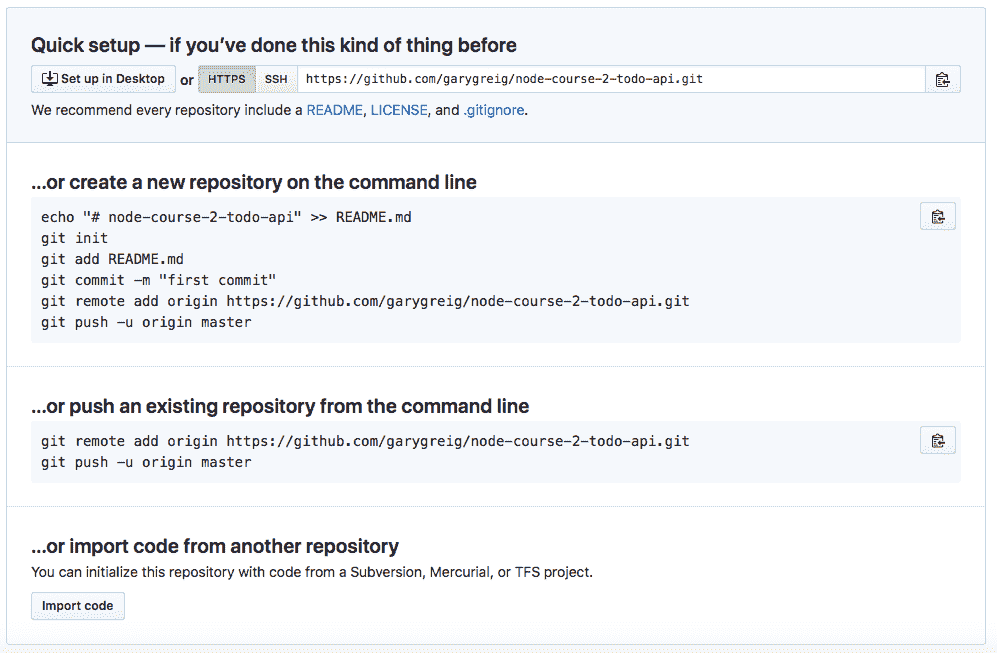 Quick setup — if you’ve done this kind of thing before
Set up in Desktop or HTTPS SSH https://github.com/garygreig/node-course-2-todo-api.git
We recommend every repository include a README, LICENSE, and .gitignore.
…or create a new repository on the command line
echo "# node-course-2-todo-api" >> README.md
git init
git add README.md
git commit -m "first commit"
git remote add origin https://github.com/garygreig/node-course-2-todo-api.git
git push -u origin master
…or push an existing repository from the command line
git remote add origin https://github.com/garygreig/node-course-2-todo-api.git
git push -u origin master
…or import code from another repository
You can initialize this repository with code from a Subversion, Mercurial, or TFS project.
Import code